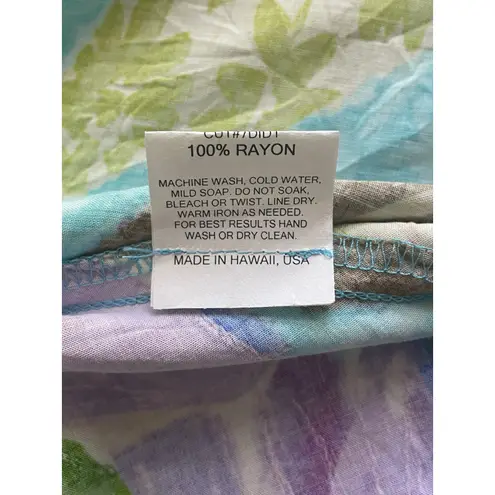 100% RAYON
MACHINE WASH, COLD WATER,
MILD SOAP. DO NOT SOAK,
BLEACH OR TWIST. LINE DRY.
WARM IRON AS NEEDED.
FOR BEST RESULTS HAND
WASH OR DRY CLEAN.
MADE IN HAWAII, USA